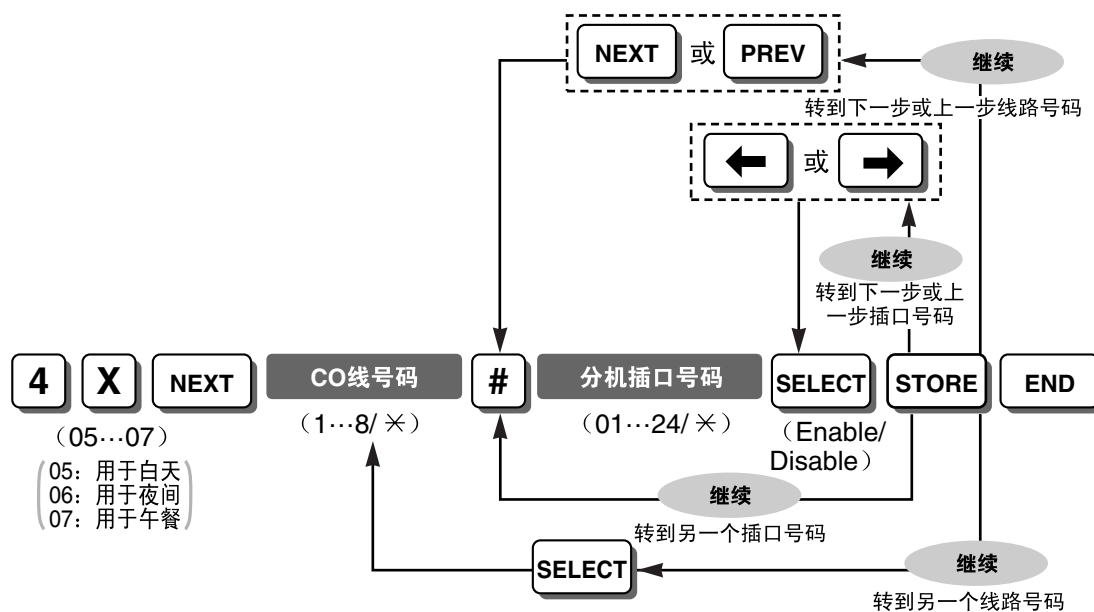 NEXT 或 PREV
继续
转到下一步或上一步线路号码
或
继续
转到下一步或上
一步插口号码
4 X NEXT CO线号码 # 分机插口号码 SELECT STORE END
（05…07）
（1…8/ ✕）
（01…24/ ✕）
（Enable/
Disable）
05：用于白天
06：用于夜间
07：用于午餐
继续
转到另一个插口号码
SELECT
继续
转到另一个线路号码